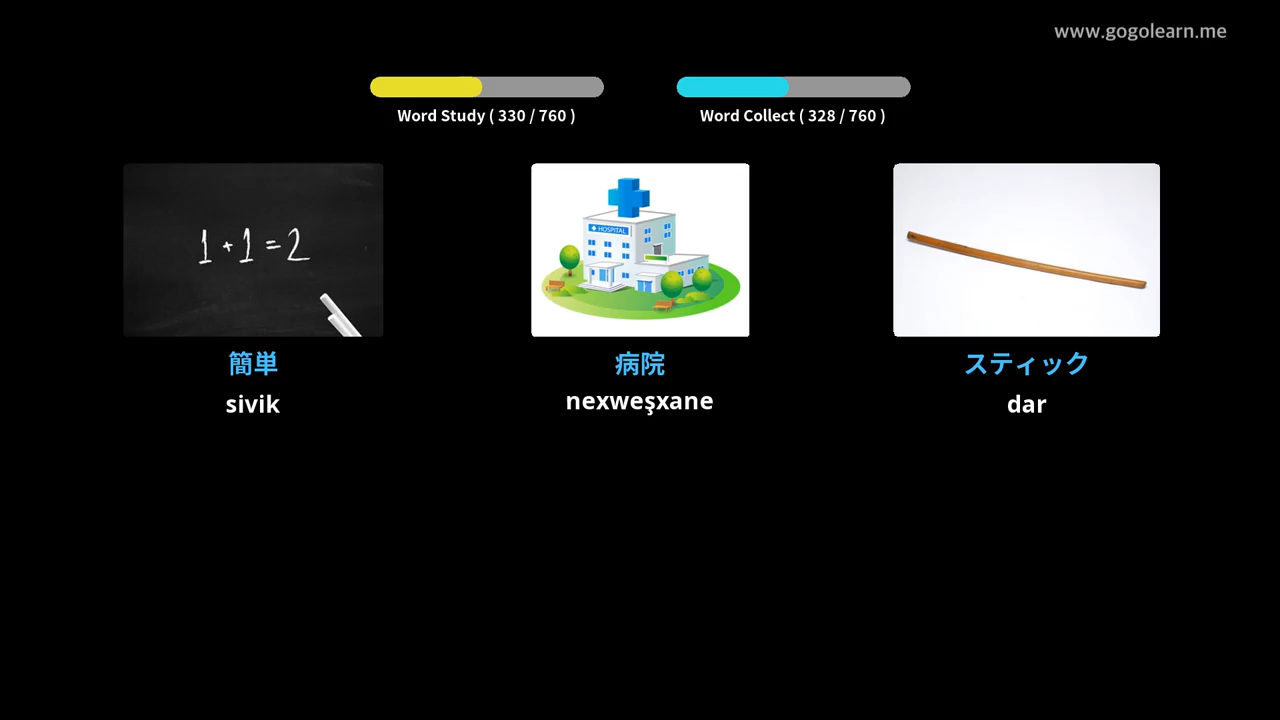 www.gogolearn.me
Word Study ( 330 / 760 )
Word Collect ( 328 / 760 )
1+1=2
HOSPITAL
簡単
病院
スティック
sivik
nexweşxane
dar